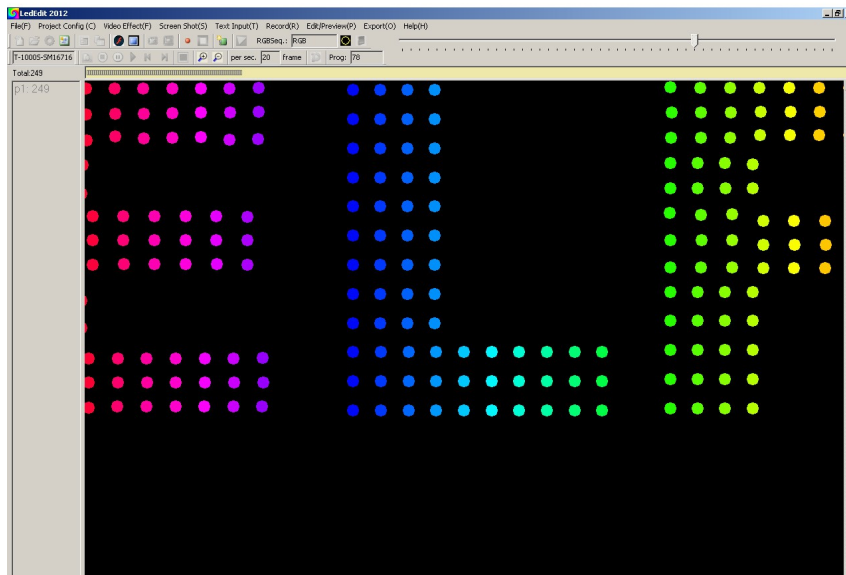 LedEdit 2012
File(F) Project Config (C) Video Effect(F) Screen Shot(S) Text Input(T) Record(R) Edit/Preview(P) Export(O) Help(H)
RGBSeq.: RGB
T-1000S-SM16716 per sec. 20 frame Prog: 78
Total:249
p1: 249